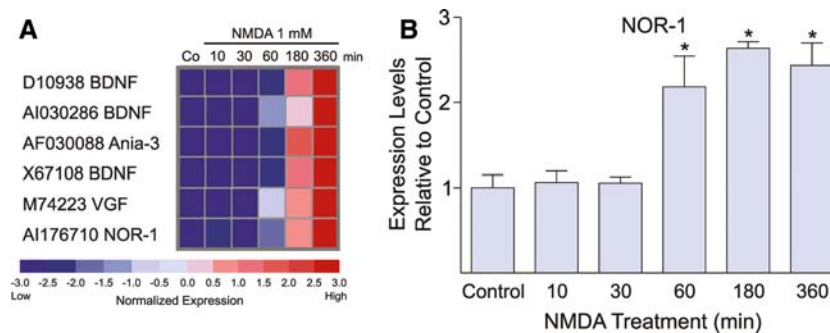 A
NMDA 1 mM
Co 10 30 60 180 360 min
D10938 BDNF
AI030286 BDNF
AF030088 Ania-3
X67108 BDNF
M74223 VGF
AI176710 NOR-1
-3.0 -2.5 -2.0 -1.5 -1.0 -0.5 0.0 0.5 1.0 1.5 2.0 2.5 3.0
Low Normalized Expression High
B
NOR-1
Expression Levels
Relative to Control
3
2
1
* * *
Control 10 30 60 180 360
NMDA Treatment (min)